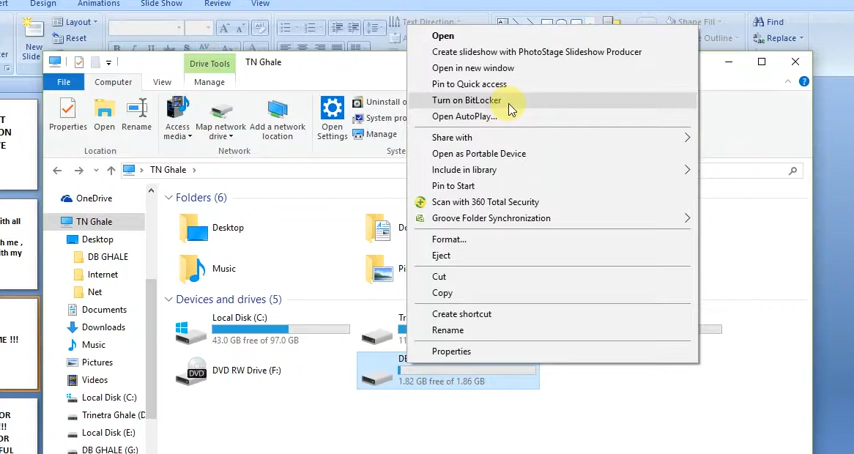 Design
Animations
Slide Show
Review
View
New
Slide
Layout
Reset
Text Direction
Find
Replace
Drive Tools
TN Ghale
File
Computer
View
Manage
Properties
Open
Rename
Access
media
Map network
drive
Add a network
location
Open
Settings
Uninstall o
System pro
Manage
Location
Network
TN Ghale
OneDrive
TN Ghale
Desktop
DB GHALE
Internet
Net
Documents
Downloads
Music
Pictures
Videos
Local Disk (C:)
Trinetra Ghale (D
Local Disk (E:)
DB GHALE (G:)
Folders (6)
Desktop
Music
Devices and drives (5)
Local Disk (C:)
43.0 GB free of 97.0 GB
DVD RW Drive (F:)
1.82 GB free of 1.86 GB
Open
Create slideshow with PhotoStage Slideshow Producer
Open in new window
Pin to Quick access
Turn on BitLocker
Open AutoPlay...
Share with
Open as Portable Device
Include in library
Pin to Start
Scan with 360 Total Security
Groove Folder Synchronization
Format...
Eject
Cut
Copy
Create shortcut
Rename
Properties